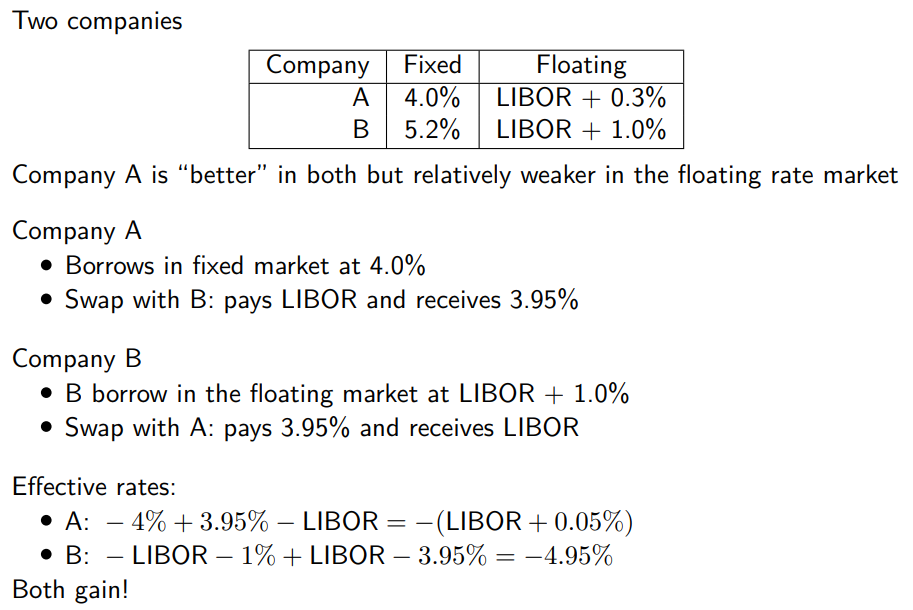 Two companies
Company Fixed Floating
A 4.0% LIBOR + 0.3%
B 5.2% LIBOR + 1.0%
Company A is “better” in both but relatively weaker in the floating rate market
Company A
• Borrows in fixed market at 4.0%
• Swap with B: pays LIBOR and receives 3.95%
Company B
• B borrow in the floating market at LIBOR + 1.0%
• Swap with A: pays 3.95% and receives LIBOR
Effective rates:
• A: − 4% + 3.95% − LIBOR = −(LIBOR + 0.05%)
• B: − LIBOR − 1% + LIBOR − 3.95% = −4.95%
Both gain!